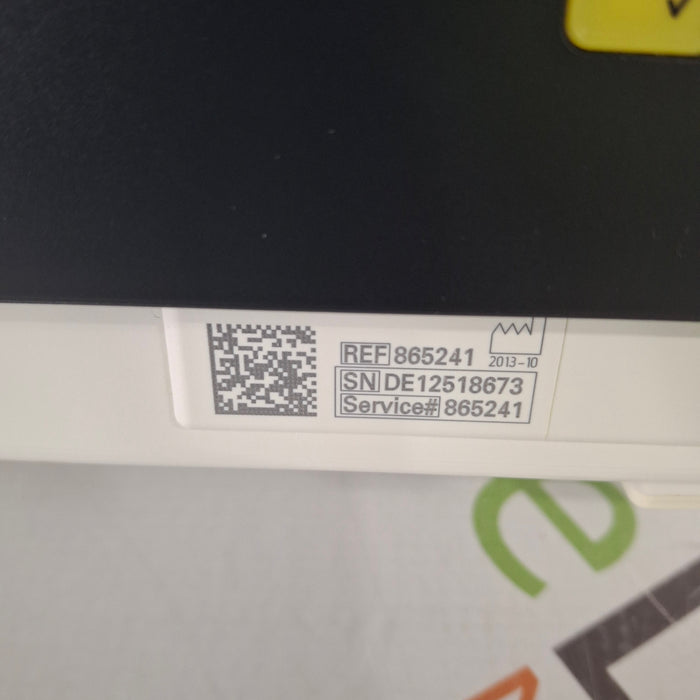 REF 865241
2013-10
SN DE12518673
Service# 865241
e